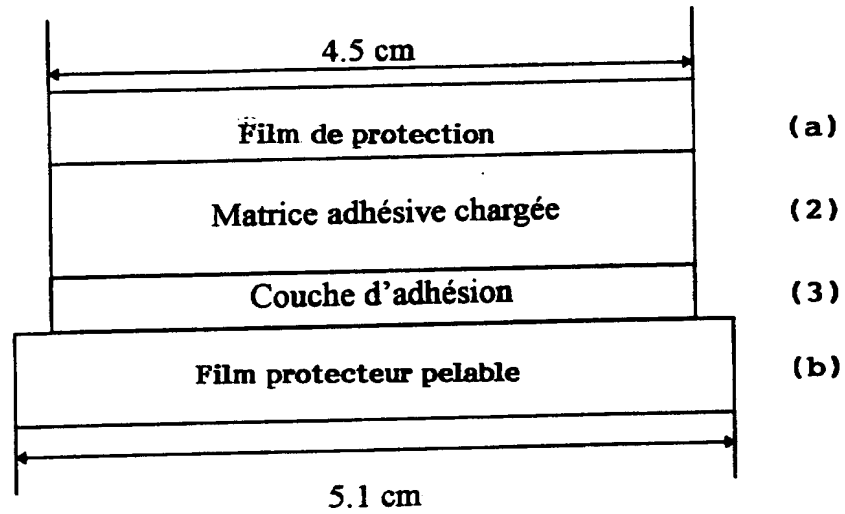 4.5 cm
Film de protection (a)
Matrice adhésive chargée (2)
Couche d'adhésion (3)
Film protecteur pelable (b)
5.1 cm